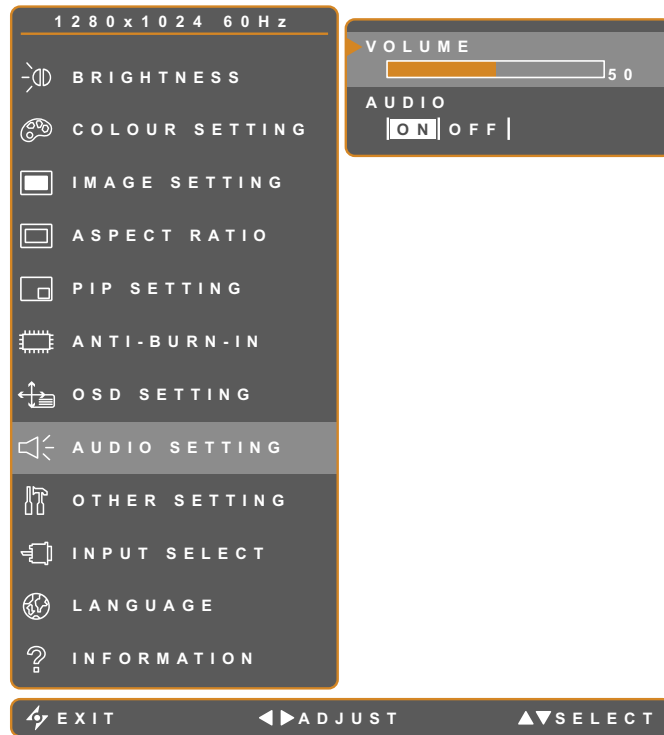 1280x1024 60Hz
BRIGHTNESS
COLOUR SETTING
IMAGE SETTING
ASPECT RATIO
PIP SETTING
ANTI-BURN-IN
OSD SETTING
AUDIO SETTING
OTHER SETTING
INPUT SELECT
LANGUAGE
INFORMATION
VOLUME
50
AUDIO
ON OFF
EXIT ADJUST SELECT